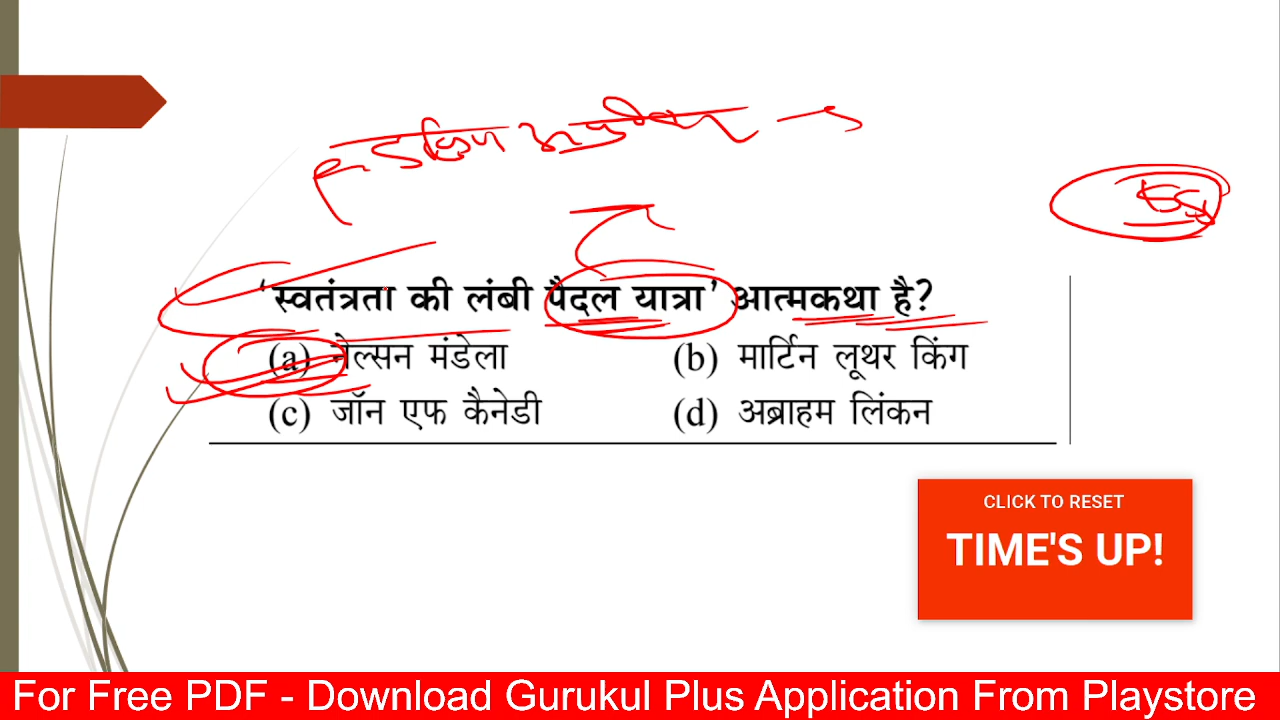 'स्वतंत्रता की लंबी पैदल यात्रा' आत्मकथा है?
(a) नेल्सन मंडेला (b) मार्टिन लूथर किंग
(c) जॉन एफ कैनेडी (d) अब्राहम लिंकन
CLICK TO RESET
TIME'S UP!
For Free PDF - Download Gurukul Plus Application From Playstore